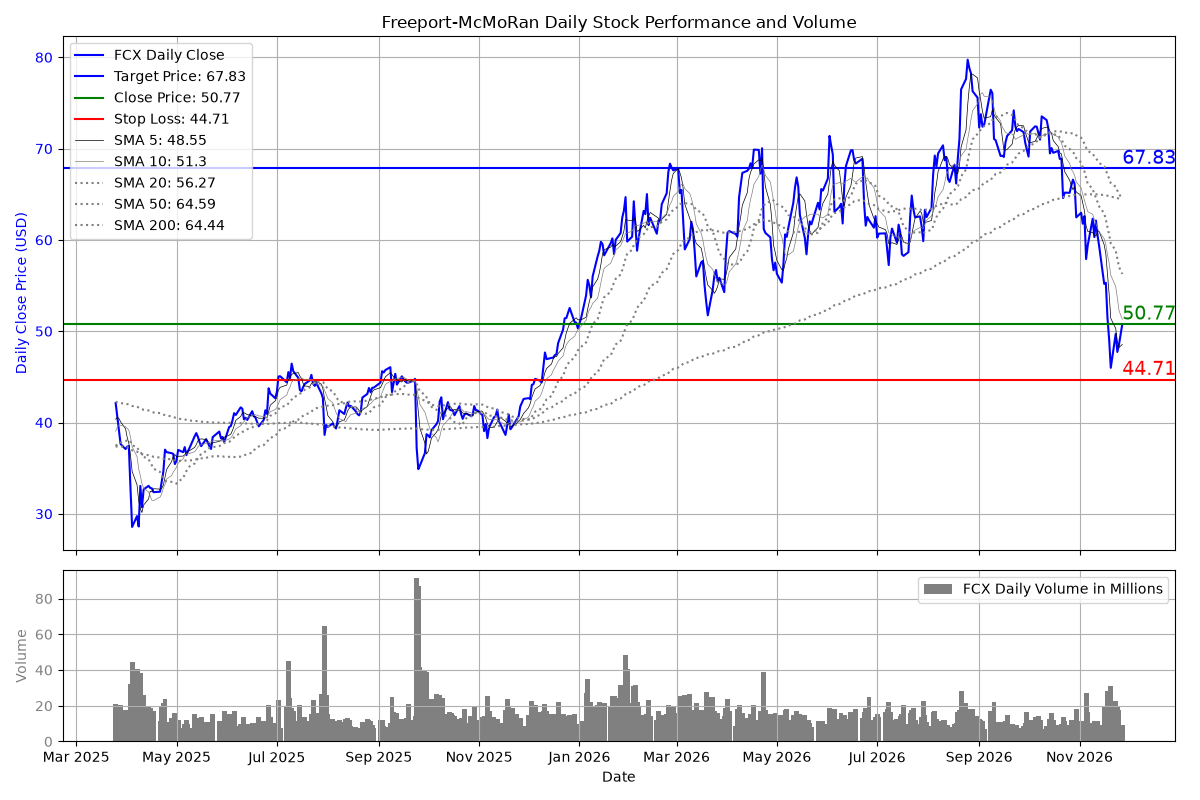 Freeport-McMoRan Daily Stock Performance and Volume
Daily Close Price (USD)
80
70
60
50
40
30
FCX Daily Close
Target Price: 67.83
Close Price: 50.77
Stop Loss: 44.71
SMA 5: 48.55
SMA 10: 51.3
SMA 20: 56.27
SMA 50: 64.59
SMA 200: 64.44
67.83
50.77
44.71
Volume
80
60
40
20
0
FCX Daily Volume in Millions
Mar 2025 May 2025 Jul 2025 Sep 2025 Nov 2025 Jan 2026 Mar 2026 May 2026 Jul 2026 Sep 2026 Nov 2026
Date